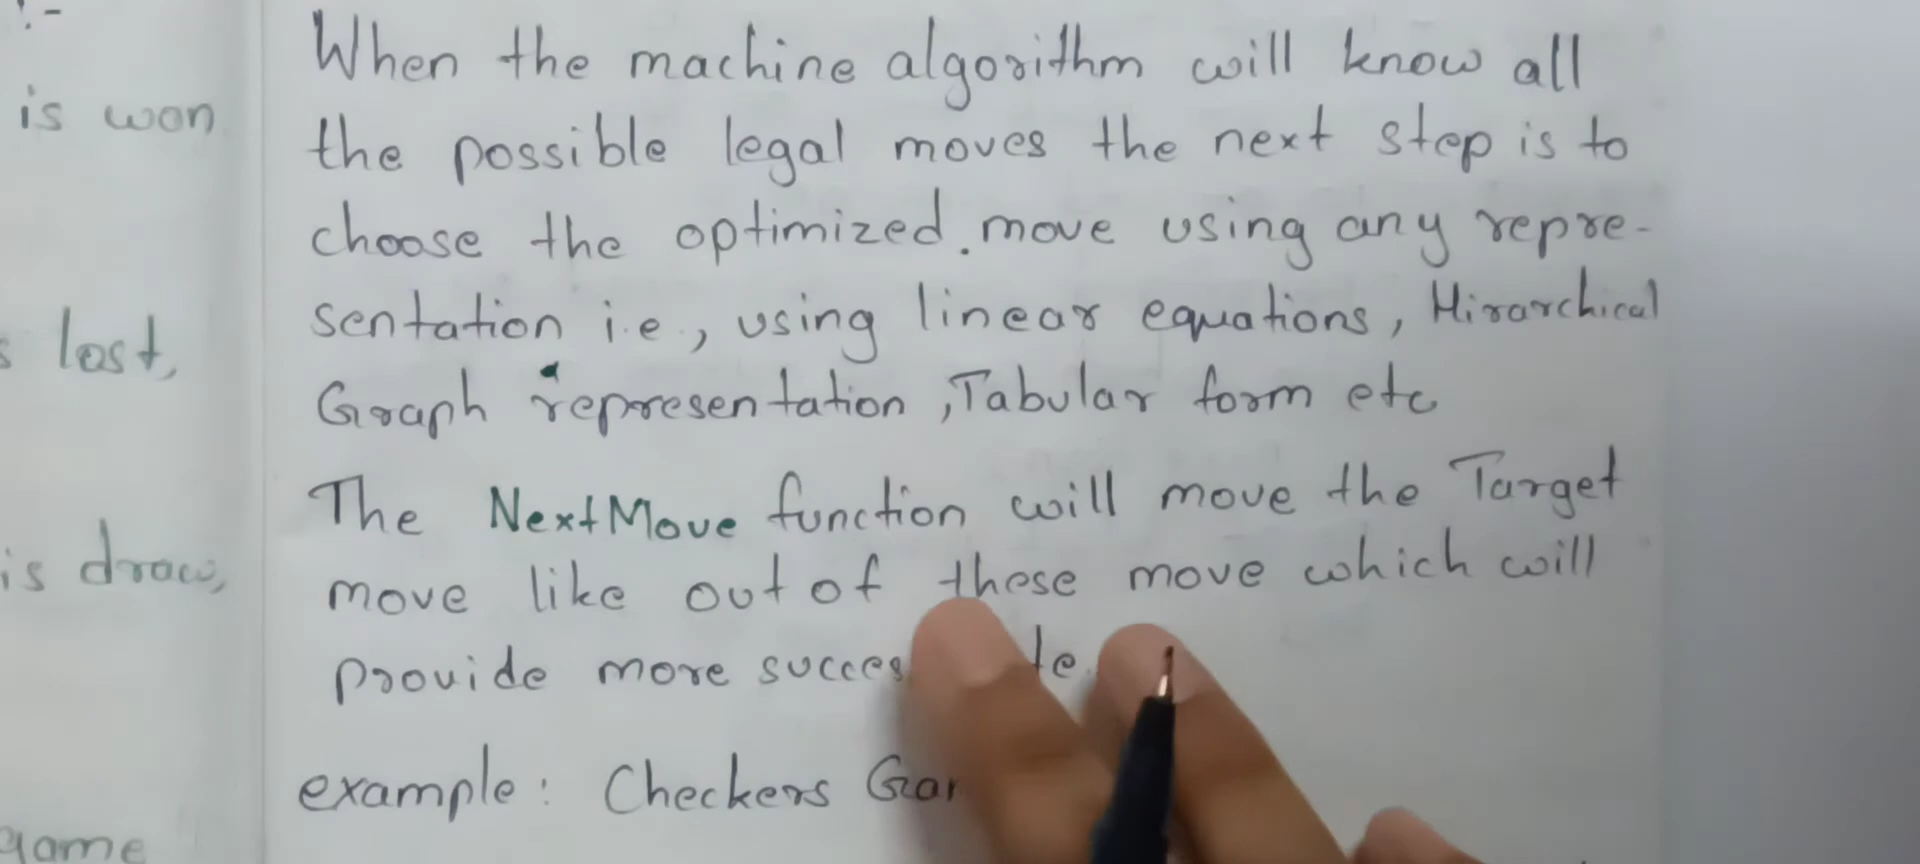 :-
is won
s lost,
is draw,
game
When the machine algorithm will know all
the possible legal moves the next step is to
choose the optimized. move using any repre-
sentation i.e., using linear equations, Hirarchical
Graph representation, Tabular form etc
The NextMove function will move the Target
move like out of these move which will
provide more succes
example: Checkers